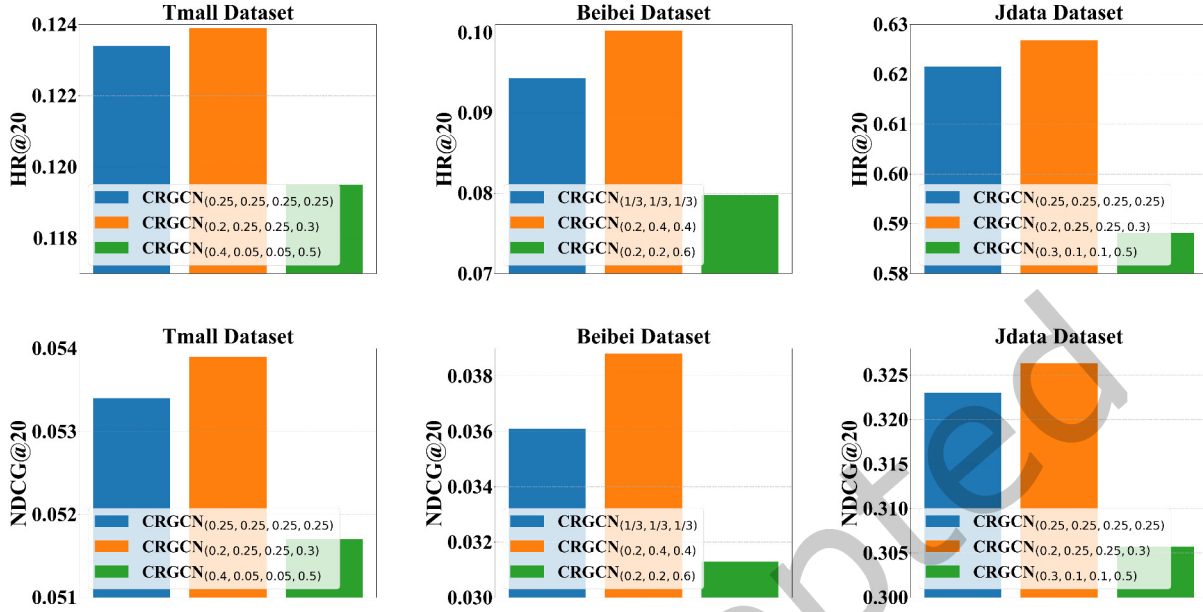 Tmall Dataset
HR@20
0.124
0.122
0.120
0.118
CRGCN(0.25, 0.25, 0.25, 0.25)
CRGCN(0.2, 0.25, 0.25, 0.3)
CRGCN(0.4, 0.05, 0.05, 0.5)
Beibei Dataset
HR@20
0.10
0.09
0.08
0.07
CRGCN(1/3, 1/3, 1/3)
CRGCN(0.2, 0.4, 0.4)
CRGCN(0.2, 0.2, 0.6)
Jdata Dataset
HR@20
0.63
0.62
0.61
0.60
0.59
0.58
CRGCN(0.25, 0.25, 0.25, 0.25)
CRGCN(0.2, 0.25, 0.25, 0.3)
CRGCN(0.3, 0.1, 0.1, 0.5)
Tmall Dataset
NDCG@20
0.054
0.053
0.052
0.051
CRGCN(0.25, 0.25, 0.25, 0.25)
CRGCN(0.2, 0.25, 0.25, 0.3)
CRGCN(0.4, 0.05, 0.05, 0.5)
Beibei Dataset
NDCG@20
0.038
0.036
0.034
0.032
0.030
CRGCN(1/3, 1/3, 1/3)
CRGCN(0.2, 0.4, 0.4)
CRGCN(0.2, 0.2, 0.6)
Jdata Dataset
NDCG@20
0.325
0.320
0.315
0.310
0.305
0.300
CRGCN(0.25, 0.25, 0.25, 0.25)
CRGCN(0.2, 0.25, 0.25, 0.3)
CRGCN(0.3, 0.1, 0.1, 0.5)
pted